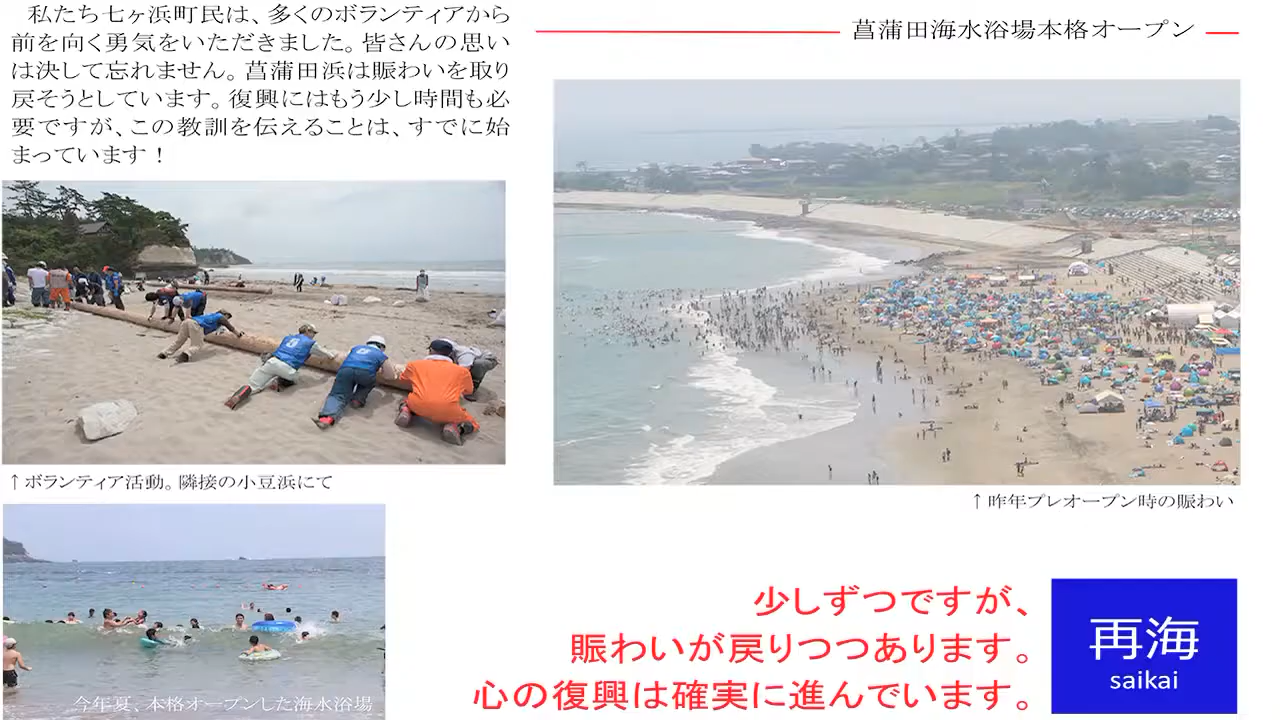 私たち七ヶ浜町民は、多くのボランティアから
前を向く勇気をいただきました。皆さんの思い
は決して忘れません。菖蒲田浜は賑わいを取り
戻そうとしています。復興にはもう少し時間も必
要ですが、この教訓を伝えることは、すでに始
まっています！
↑ボランティア活動。隣接の小豆浜にて
今年夏、本格オープンした海水浴場
菖蒲田海水浴場本格オープン
↑昨年プレオープン時の賑わい
少しずつですが、
賑わいが戻りつつあります。
心の復興は確実に進んでいます。
再海
saikai